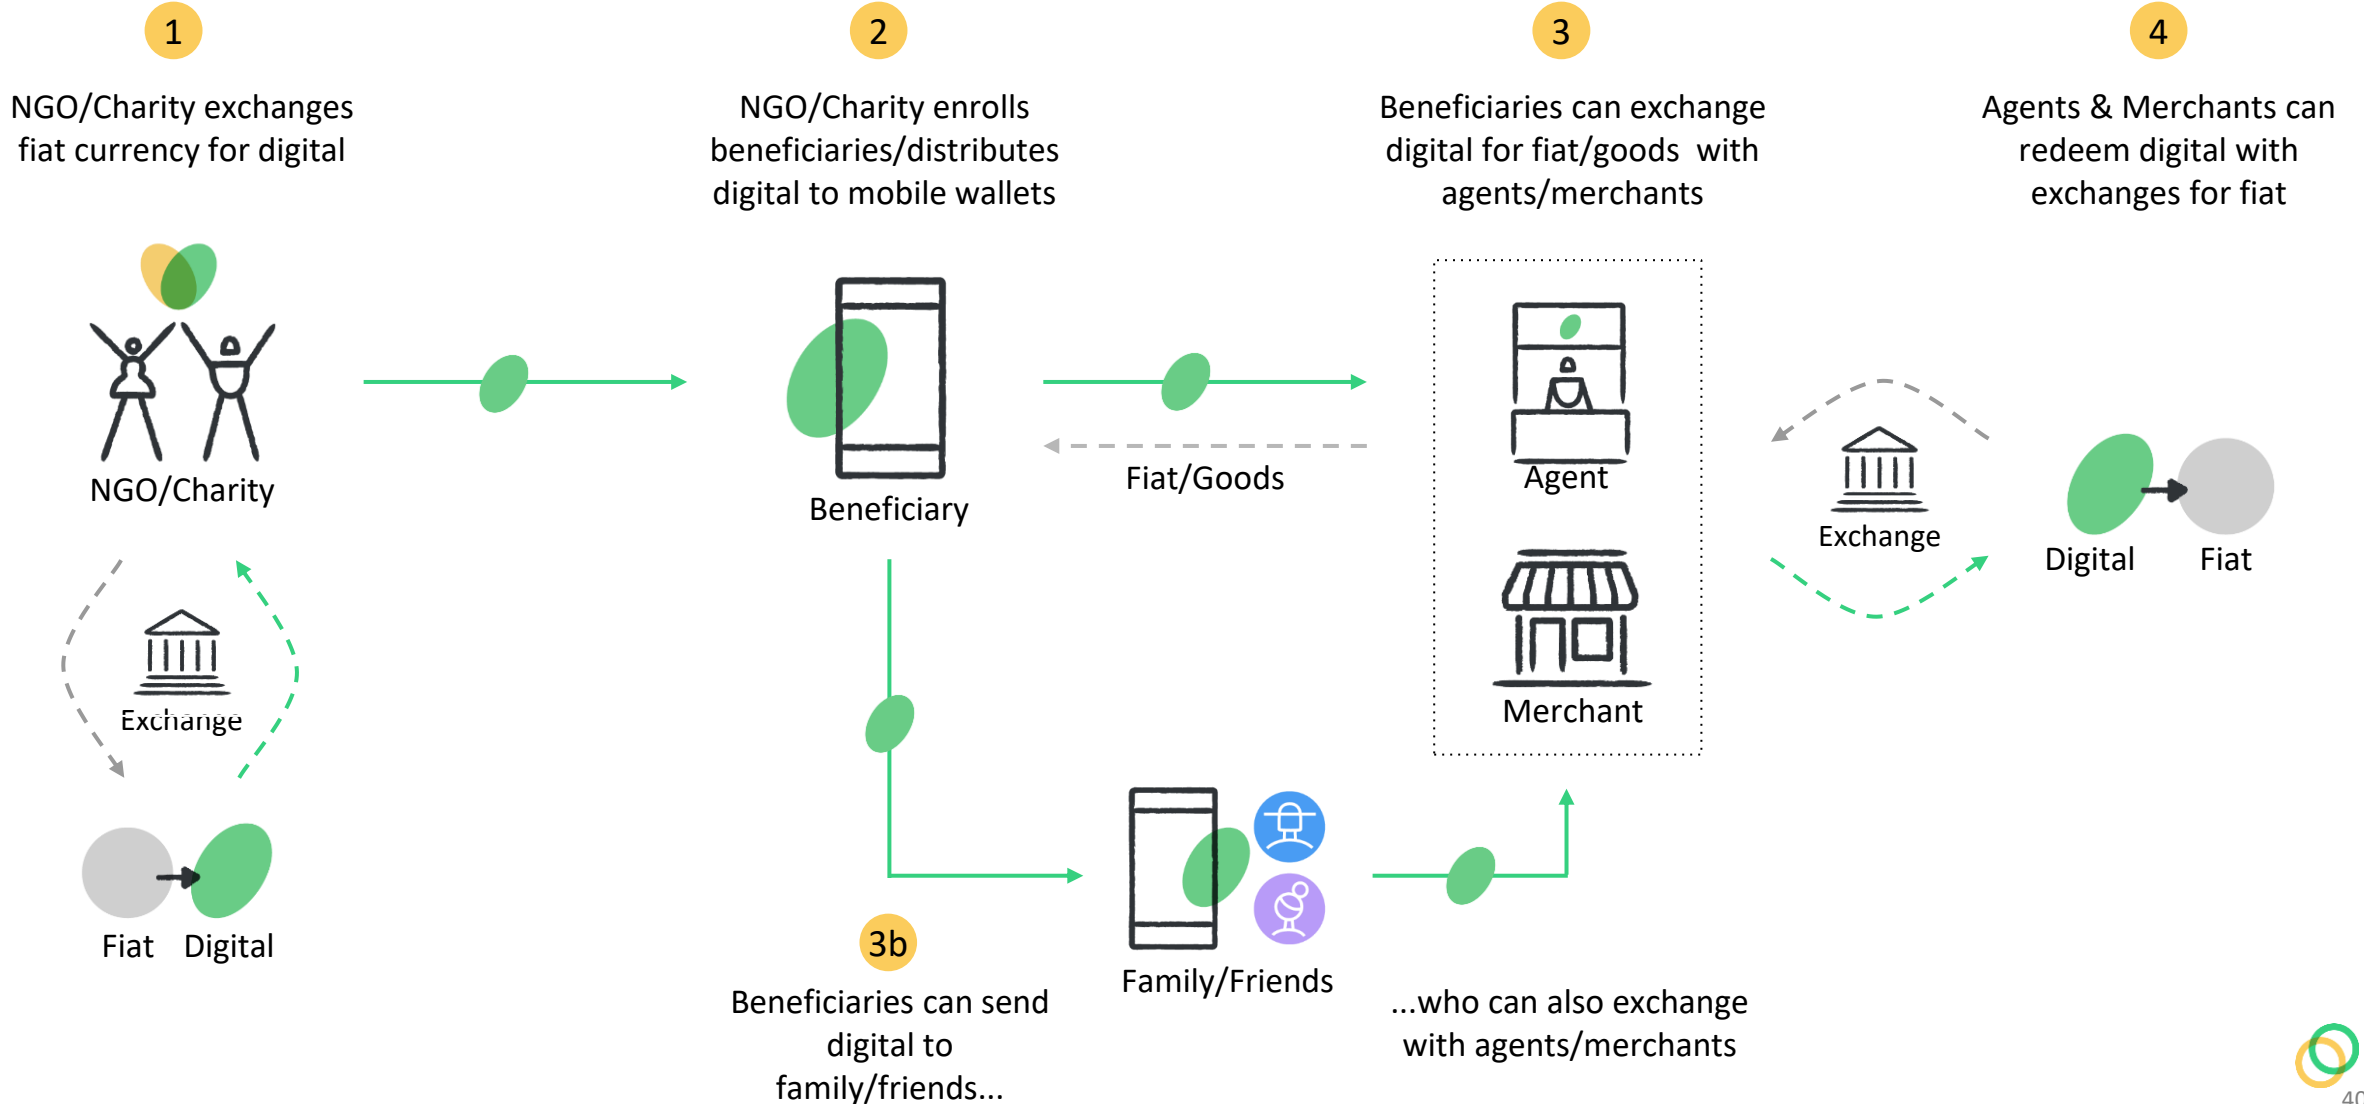 1
NGO/Charity exchanges
fiat currency for digital
NGO/Charity
Exchange
Fiat Digital
2
NGO/Charity enrolls
beneficiaries/distributes
digital to mobile wallets
Beneficiary
3
Beneficiaries can exchange
digital for fiat/goods with
agents/merchants
Fiat/Goods
Agent
Merchant
4
Agents & Merchants can
redeem digital with
exchanges for fiat
Exchange
Digital Fiat
3b
Beneficiaries can send
digital to
family/friends...
Family/Friends
...who can also exchange
with agents/merchants
40